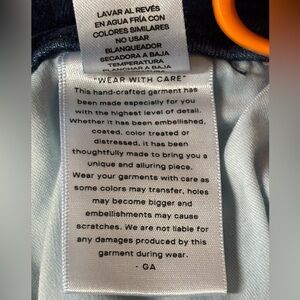 LAVAR AL REVÉS
EN AGUA FRÍA CON
COLORES SIMILARES
NO USAR
BLANQUEADOR
SECADORA A BAJA
TEMPERATURA
PLANCHAR A BAJA
"WEAR WITH CARE"
This hand-crafted garment has
been made especially for you
with the highest level of detail.
Whether it has been embellished,
coated, color treated or
distressed, it has been
thoughtfully made to bring you a
unique and alluring piece.
Wear your garments with care as
some colors may transfer, holes
may become bigger and
embellishments may cause
scratches. We are not liable for
any damages produced by this
garment during wear.
- GA